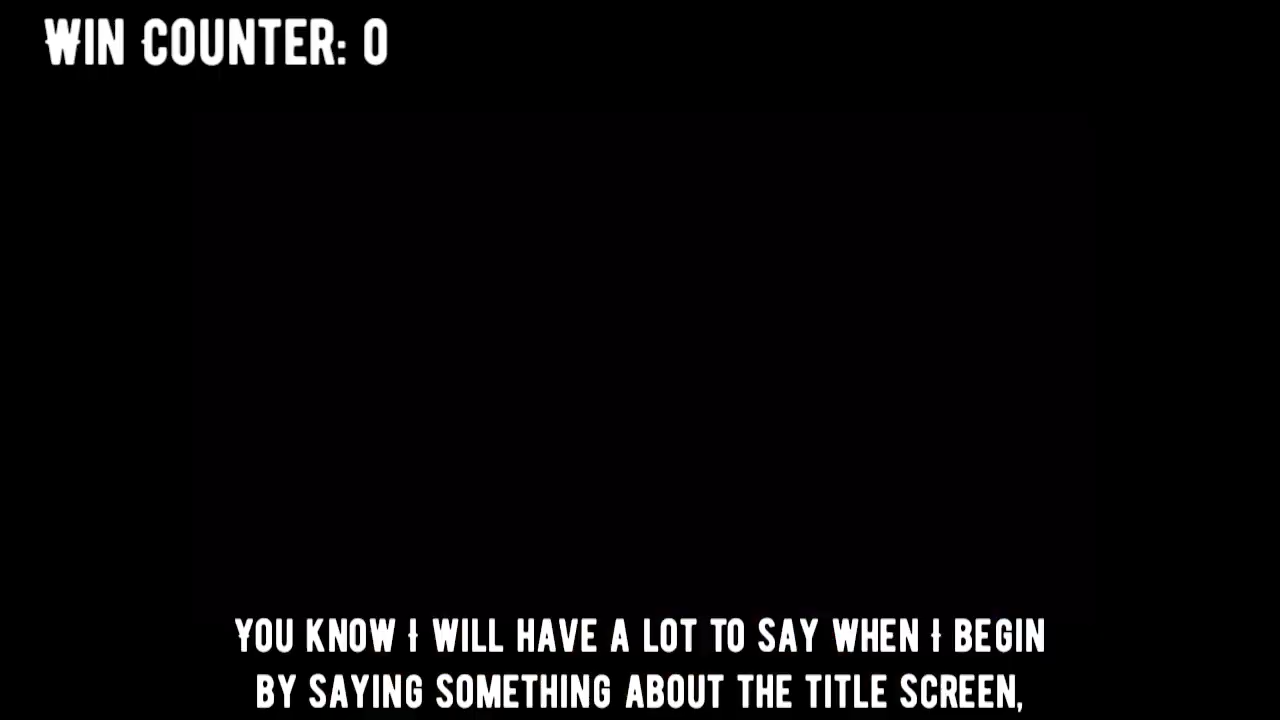 WIN COUNTER: 0
YOU KNOW I WILL HAVE A LOT TO SAY WHEN I BEGIN
BY SAYING SOMETHING ABOUT THE TITLE SCREEN,